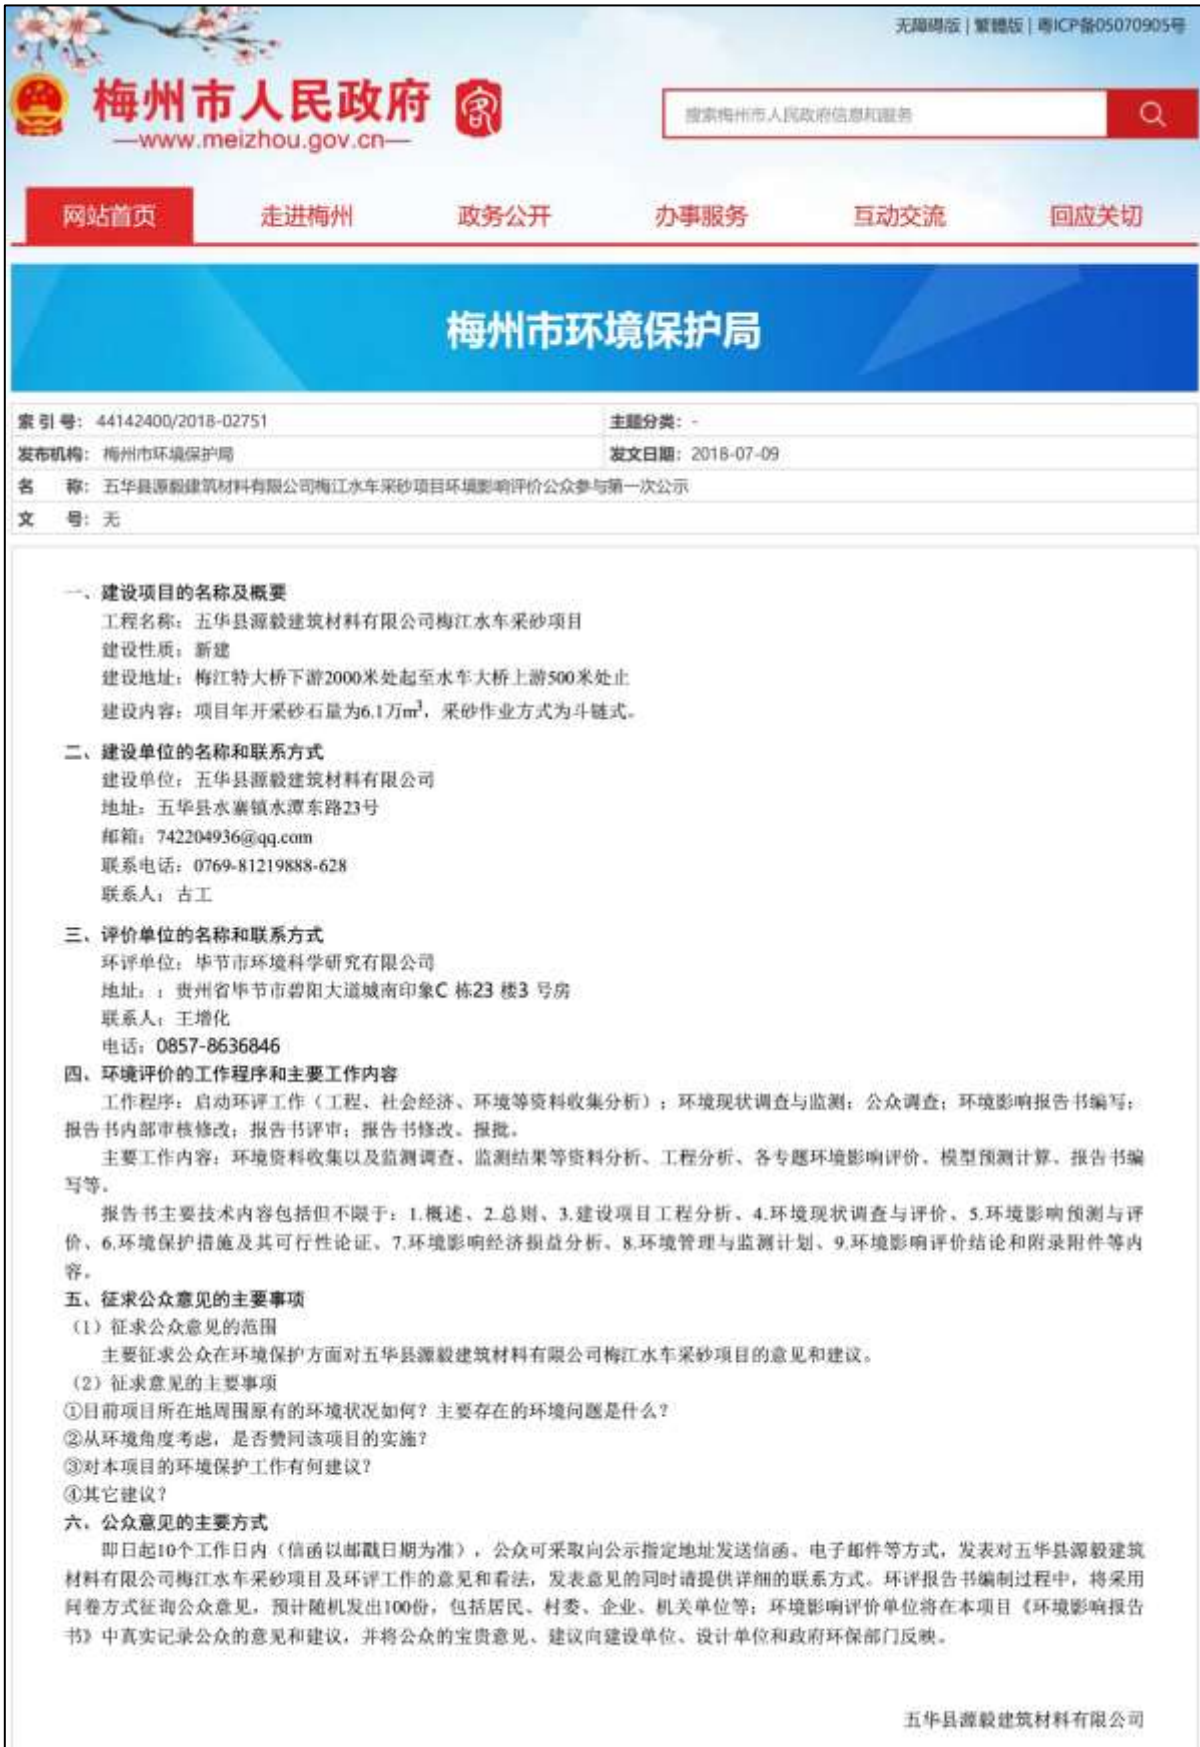 无障碍版 | 繁體版 | 粤ICP备05070905号
梅州市人民政府
—www.meizhou.gov.cn—
搜索梅州市人民政府信息和服务
网站首页 走进梅州 政务公开 办事服务 互动交流 回应关切
梅州市环境保护局
索 引 号： 44142400/2018-02751 主题分类： -
发布机构： 梅州市环境保护局 发文日期： 2018-07-09
名 称： 五华县源毅建筑材料有限公司梅江水车采砂项目环境影响评价公众参与第一次公示
文 号： 无
一、建设项目的名称及概要
工程名称：五华县源毅建筑材料有限公司梅江水车采砂项目
建设性质：新建
建设地址：梅江特大桥下游2000米处起至水车大桥上游500米处止
建设内容：项目年开采砂石量为6.1万m³，采砂作业方式为斗链式。
二、建设单位的名称和联系方式
建设单位：五华县源毅建筑材料有限公司
地址：五华县水寨镇水潭东路23号
邮箱：742204936@qq.com
联系电话：0769-81219888-628
联系人：古工
三、评价单位的名称和联系方式
环评单位：毕节市环境科学研究有限公司
地址：：贵州省毕节市碧阳大道城南印象C 栋23 楼3 号房
联系人：王增化
电话：0857-8636846
四、环境评价的工作程序和主要工作内容
工作程序：启动环评工作（工程、社会经济、环境等资料收集分析）；环境现状调查与监测；公众调查；环境影响报告书编写；
报告书内部审核修改；报告书评审；报告书修改、报批。
主要工作内容：环境资料收集以及监测调查、监测结果等资料分析、工程分析、各专题环境影响评价、模型预测计算、报告书编
写等。
报告书主要技术内容包括但不限于：1.概述、2.总则、3.建设项目工程分析、4.环境现状调查与评价、5.环境影响预测与评
价、6.环境保护措施及其可行性论证、7.环境影响经济损益分析、8.环境管理与监测计划、9.环境影响评价结论和附录附件等内
容。
五、征求公众意见的主要事项
（1）征求公众意见的范围
主要征求公众在环境保护方面对五华县源毅建筑材料有限公司梅江水车采砂项目的意见和建议。
（2）征求意见的主要事项
①目前项目所在地周围原有的环境状况如何？主要存在的环境问题是什么？
②从环境角度考虑，是否赞同该项目的实施？
③对本项目的环境保护工作有何建议？
④其它建议？
六、公众意见的主要方式
即日起10个工作日内（信函以邮戳日期为准），公众可采取向公示指定地址发送信函、电子邮件等方式，发表对五华县源毅建筑
材料有限公司梅江水车采砂项目及环评工作的意见和看法，发表意见的同时请提供详细的联系方式。环评报告书编制过程中，将采用
问卷方式征询公众意见，预计随机发出100份，包括居民、村委、企业、机关单位等；环境影响评价单位将在本项目《环境影响报告
书》中真实记录公众的意见和建议，并将公众的宝贵意见、建议向建设单位、设计单位和政府环保部门反映。
五华县源毅建筑材料有限公司